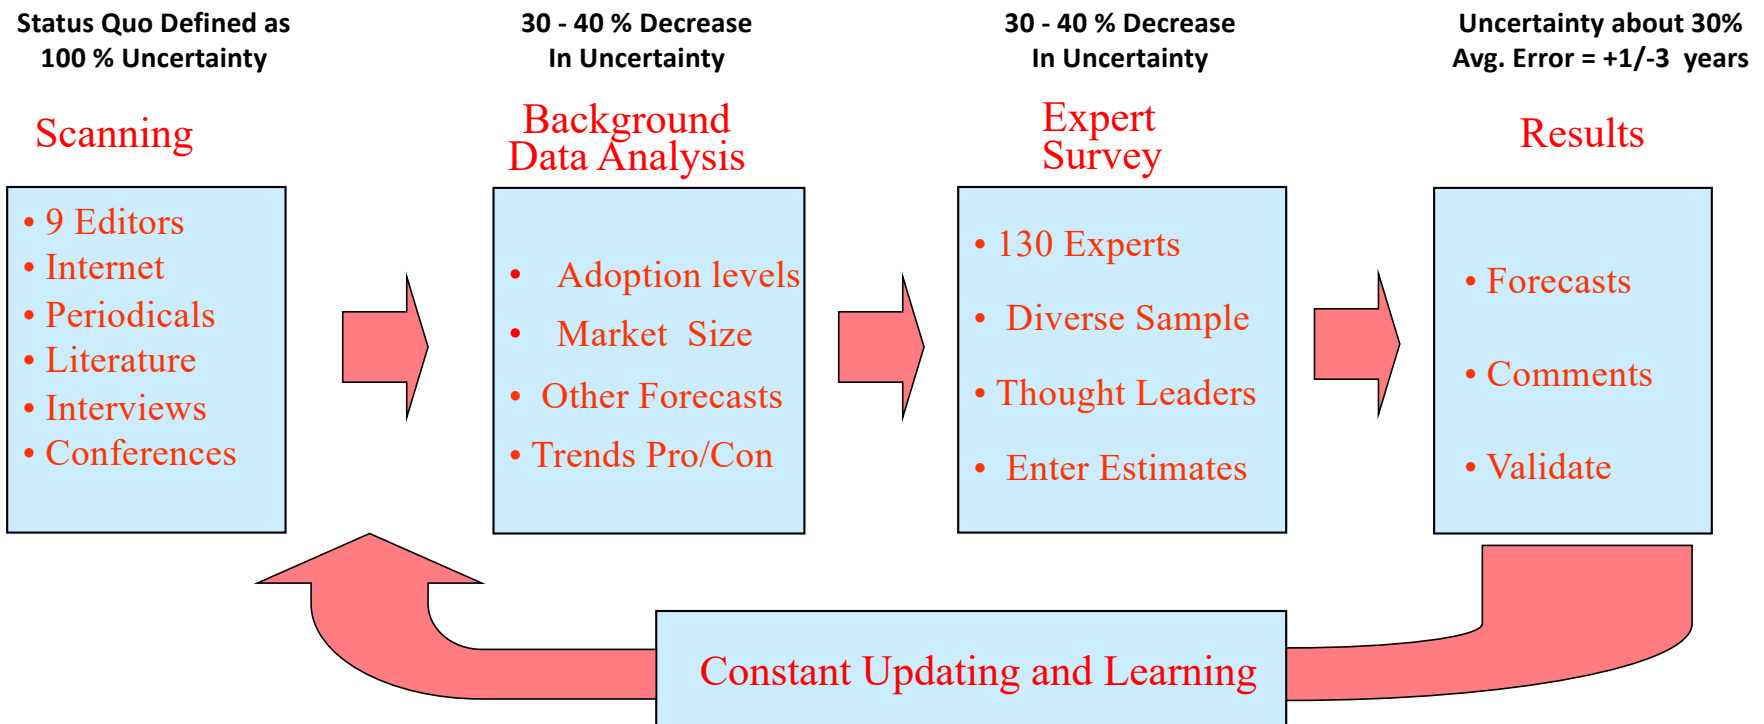 Status Quo Defined as
100 % Uncertainty
30 - 40 % Decrease
In Uncertainty
30 - 40 % Decrease
In Uncertainty
Uncertainty about 30%
Avg. Error = +1/-3 years
Scanning
Background
Data Analysis
Expert
Survey
Results
• 9 Editors
• Internet
• Periodicals
• Literature
• Interviews
• Conferences
• Adoption levels
• Market Size
• Other Forecasts
• Trends Pro/Con
• 130 Experts
• Diverse Sample
• Thought Leaders
• Enter Estimates
• Forecasts
• Comments
• Validate
Constant Updating and Learning